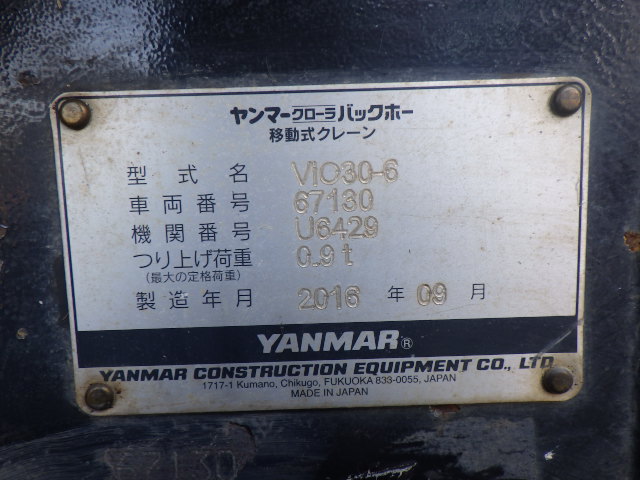 ヤンマークローラバックホー
移動式クレーン
型式名 ViO30-6
車両番号 67130
機関番号 U6429
つり上げ荷重 0.9t
(最大の定格荷重)
製造年月 2016 年 09 月
YANMAR®
YANMAR CONSTRUCTION EQUIPMENT CO., LTD.
1717-1 Kumano, Chikugo, FUKUOKA 833-0055, JAPAN
MADE IN JAPAN
67130